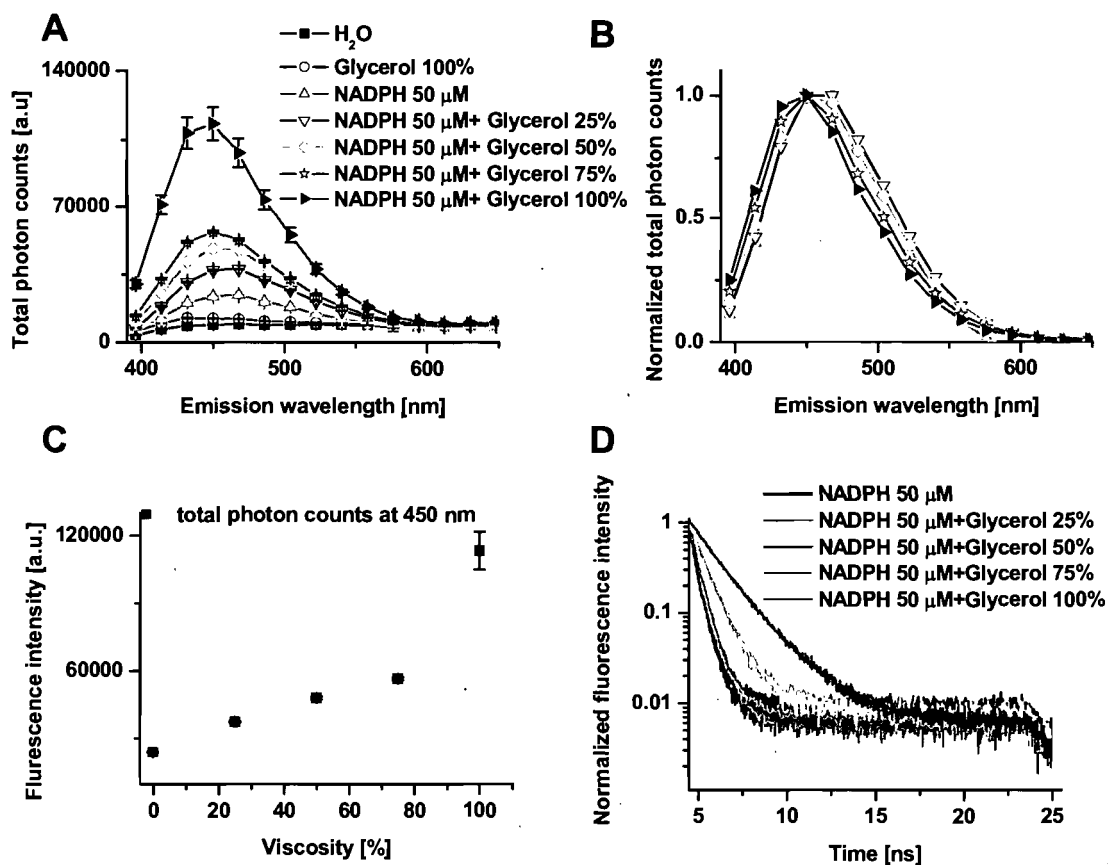 A
H₂O
Glycerol 100%
NADPH 50 μM
NADPH 50 μM+ Glycerol 25%
NADPH 50 μM+ Glycerol 50%
NADPH 50 μM+ Glycerol 75%
NADPH 50 μM+ Glycerol 100%
Total photon counts [a.u]
140000
70000
0
400
500
600
Emission wavelength [nm]
B
Normalized total photon counts
1.0
0.5
0.0
400
500
600
Emission wavelength [nm]
C
total photon counts at 450 nm
Flurescence intensity [a.u.]
120000
60000
0
20
40
60
80
100
Viscosity [%]
D
NADPH 50 μM
NADPH 50 μM+Glycerol 25%
NADPH 50 μM+Glycerol 50%
NADPH 50 μM+Glycerol 75%
NADPH 50 μM+Glycerol 100%
Normalized fluorescence intensity
1
0.1
0.01
5
10
15
20
25
Time [ns]